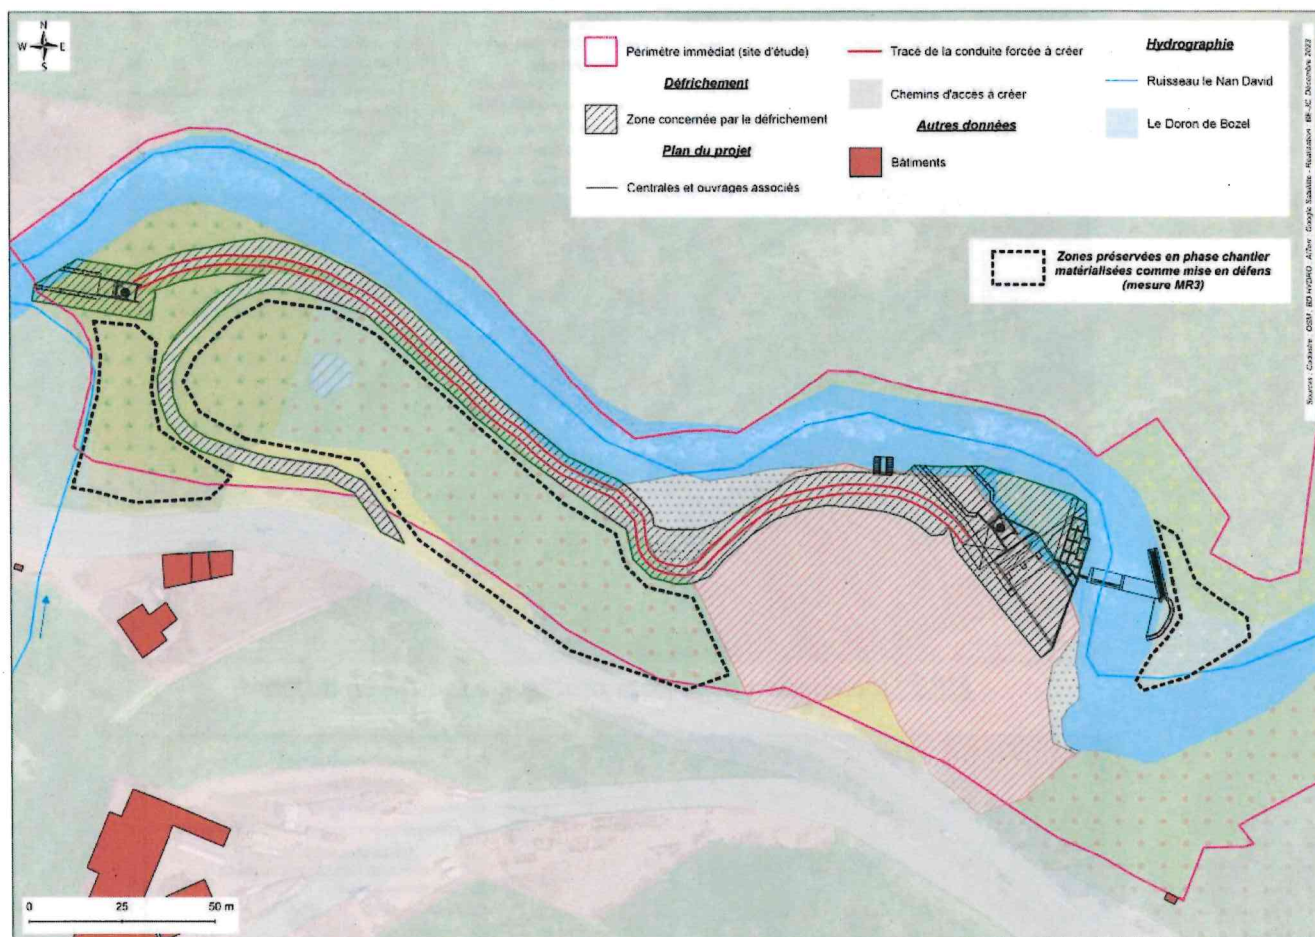 N
W E
S
Périmètre immédiat (site d'étude)
Défrichement
Zone concernée par le défrichement
Plan du projet
Centrales et ouvrages associés
Tracé de la conduite forcée à créer
Chemins d'accès à créer
Autres données
Bâtiments
Hydrographie
Ruisseau le Nan David
Le Doron de Bozel
Zones préservées en phase chantier
matérialisées comme mise en défens
(mesure MR3)
0 25 50 m